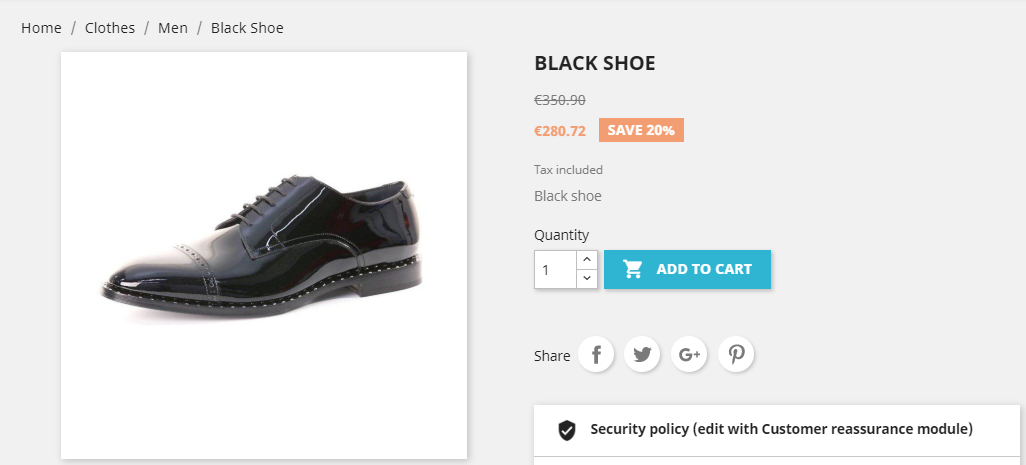 Home / Clothes / Men / Black Shoe
BLACK SHOE
€350.90
€280.72 SAVE 20%
Tax included
Black shoe
Quantity
1 ADD TO CART
Share
Security policy (edit with Customer reassurance module)